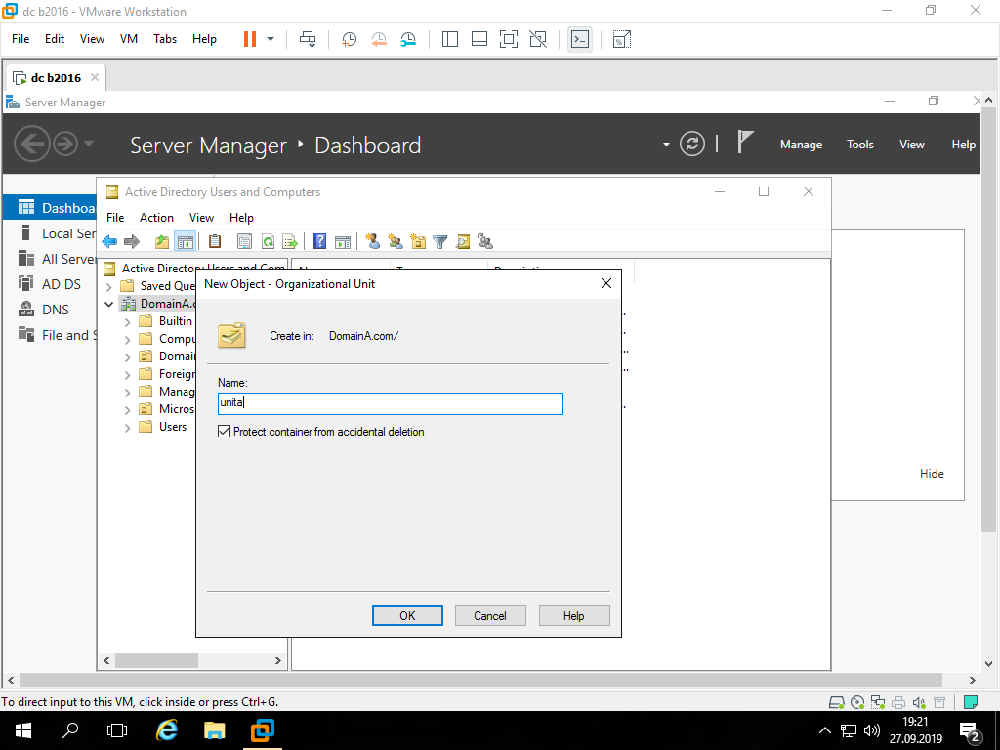 dc b2016 - VMware Workstation
File Edit View VM Tabs Help
dc b2016
Server Manager
Server Manager Dashboard
Manage Tools View Help
Active Directory Users and Computers
File Action View Help
Dashboa
Local Ser
All Server
AD DS
DNS
File and S
Active Directory Users and Com
Saved Que
DomainA.c
Builtin
Compu
Domain
Foreign
Manag
Micros
Users
New Object - Organizational Unit
Create in: DomainA.com/
Name:
unita
Protect container from accidental deletion
OK Cancel Help
Hide
To direct input to this VM, click inside or press Ctrl+G.
19:21
27.09.2019
2